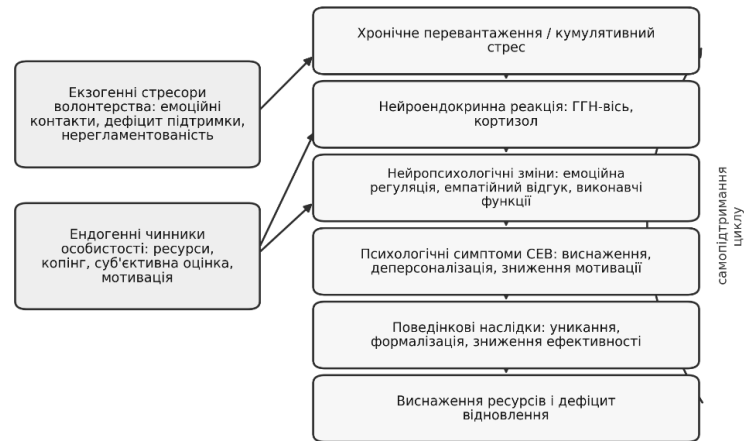 Екзогенні стресори
волонтерства: емоційні
контакти, дефіцит підтримки,
нерегламентованість
Ендогенні чинники
особистості: ресурси,
копінг, суб'єктивна оцінка,
мотивація
Хронічне перевантаження / кумулятивний
стрес
Нейроендокринна реакція: ГГН-вісь,
кортизол
Нейропсихологічні зміни: емоційна
регуляція, емпатійний відгук, виконавчі
функції
Психологічні симптоми СЕВ: виснаження,
деперсоналізація, зниження мотивації
Поведінкові наслідки: уникання,
формалізація, зниження ефективності
Виснаження ресурсів і дефіцит
відновлення
самопідтримання
циклу